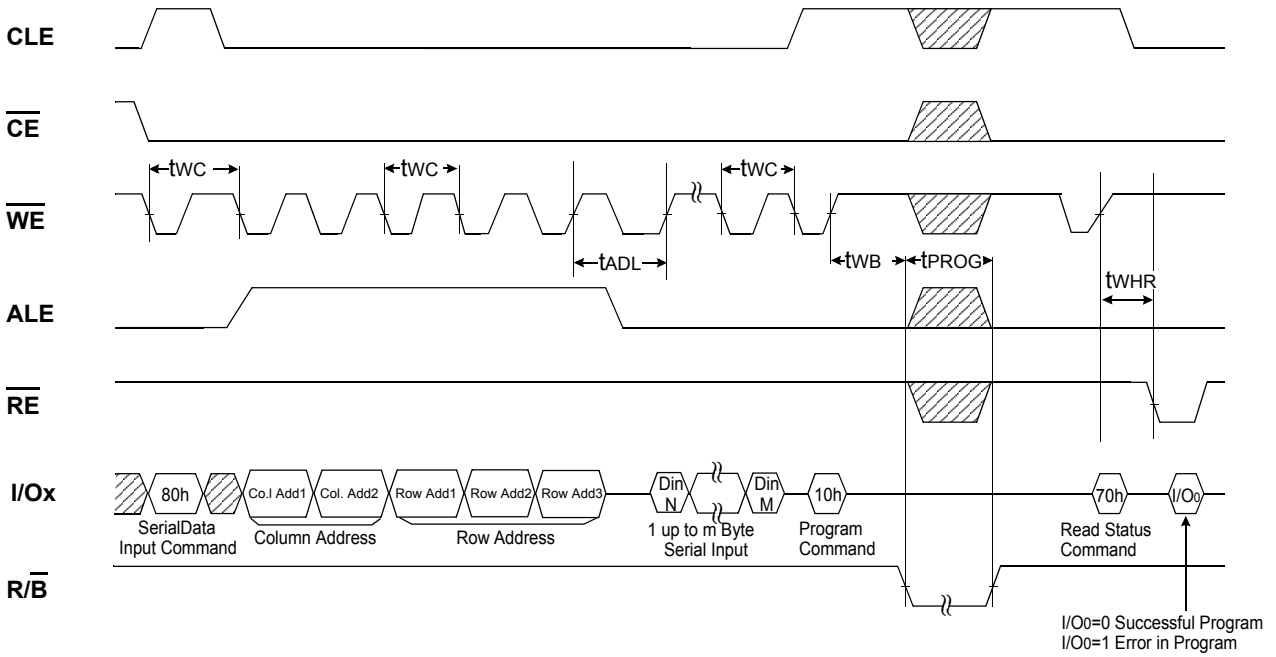 CLE
CE
tWC
tWC
tWC
WE
tADL
tWB
tPROG
tWHR
ALE
RE
I/Ox
80h
Co.l Add1
Col. Add2
Row Add1
Row Add2
Row Add3
Din
N
Din
M
10h
70h
I/O0
SerialData
Input Command
Column Address
Row Address
1 up to m Byte
Serial Input
Program
Command
Read Status
Command
R/B
I/O0=0 Successful Program
I/O0=1 Error in Program